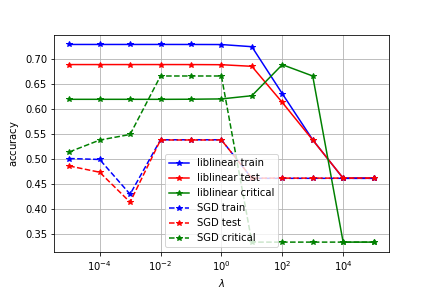 accuracy
0.70
0.65
0.60
0.55
0.50
0.45
0.40
0.35
liblinear train
liblinear test
liblinear critical
SGD train
SGD test
SGD critical
10⁻⁴ 10⁻² 10⁰ 10² 10⁴
λ